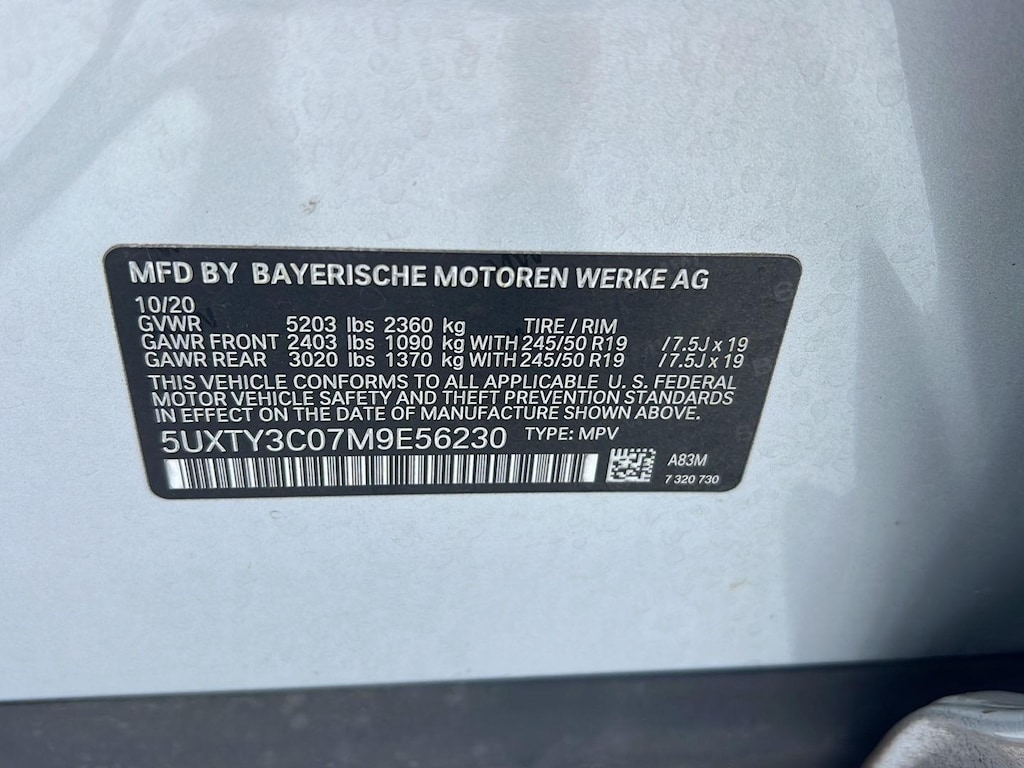 MFD BY BAYERISCHE MOTOREN WERKE AG
10/20
GVWR 5203 lbs 2360 kg TIRE / RIM
GAWR FRONT 2403 lbs 1090 kg WITH 245/50 R19 / 7.5J x 19
GAWR REAR 3020 lbs 1370 kg WITH 245/50 R19 / 7.5J x 19
THIS VEHICLE CONFORMS TO ALL APPLICABLE U. S. FEDERAL
MOTOR VEHICLE SAFETY AND THEFT PREVENTION STANDARDS
IN EFFECT ON THE DATE OF MANUFACTURE SHOWN ABOVE.
5UXTY3C07M9E56230 TYPE: MPV
A83M
7 320 730